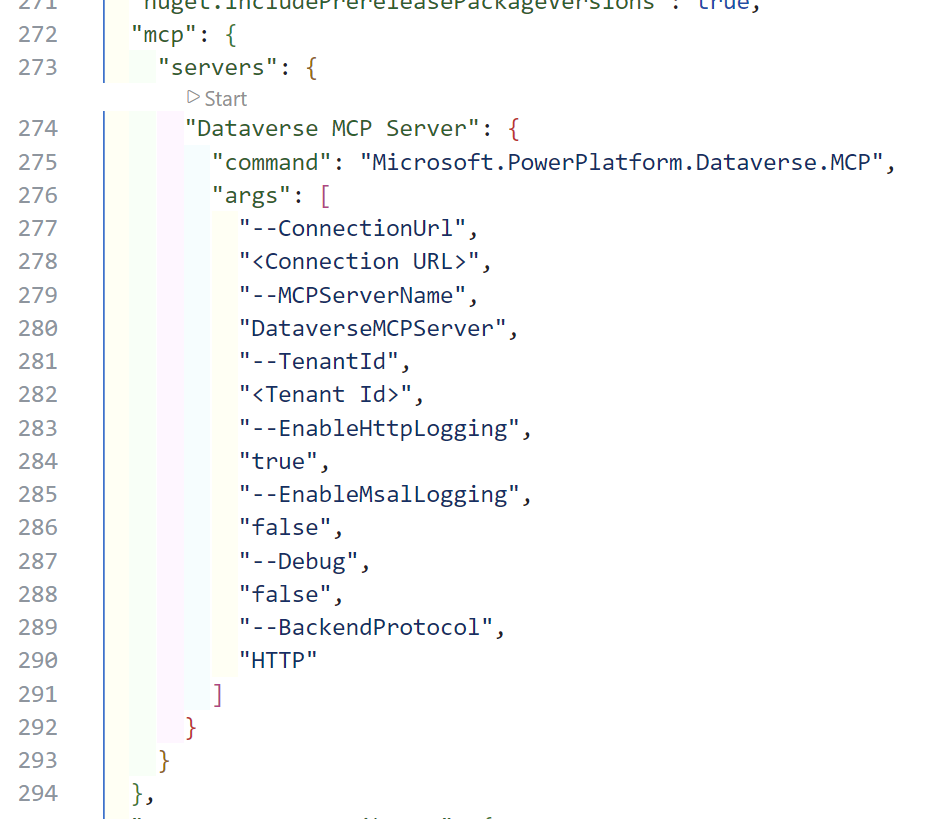 271 "nuget.includePrereleasePackageVersions": true,
272 "mcp": {
273 "servers": {
Start
274 "Dataverse MCP Server": {
275 "command": "Microsoft.PowerPlatform.Dataverse.MCP",
276 "args": [
277 "--ConnectionUrl",
278 "<Connection URL>",
279 "--MCPServerName",
280 "DataverseMCPServer",
281 "--TenantId",
282 "<Tenant Id>",
283 "--EnableHttpLogging",
284 "true",
285 "--EnableMsalLogging",
286 "false",
287 "--Debug",
288 "false",
289 "--BackendProtocol",
290 "HTTP"
291 ]
292 }
293 }
294 },